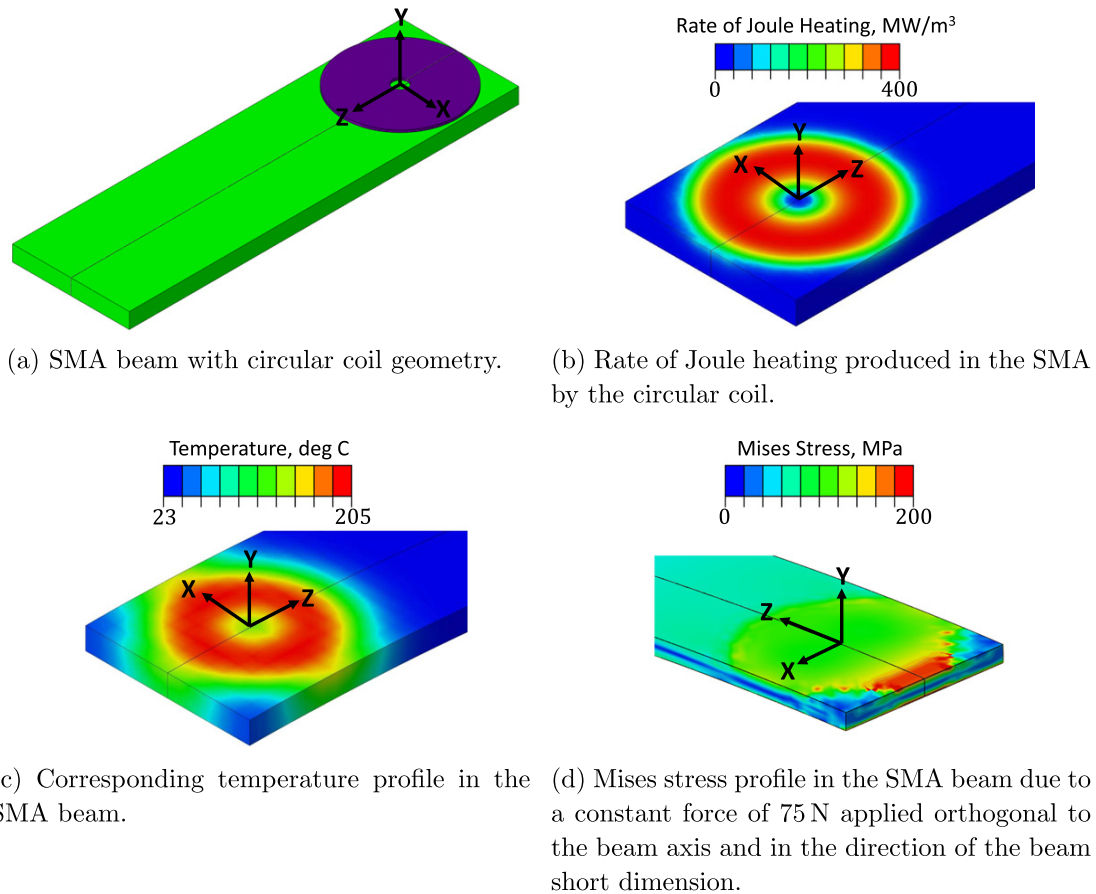 Y
Z
X
(a) SMA beam with circular coil geometry.
Rate of Joule Heating, MW/m³
0 400
Y
X
Z
(b) Rate of Joule heating produced in the SMA
by the circular coil.
Temperature, deg C
23 205
Y
X
Z
c) Corresponding temperature profile in the
SMA beam.
Mises Stress, MPa
0 200
Y
Z
X
(d) Mises stress profile in the SMA beam due to
a constant force of 75 N applied orthogonal to
the beam axis and in the direction of the beam
short dimension.